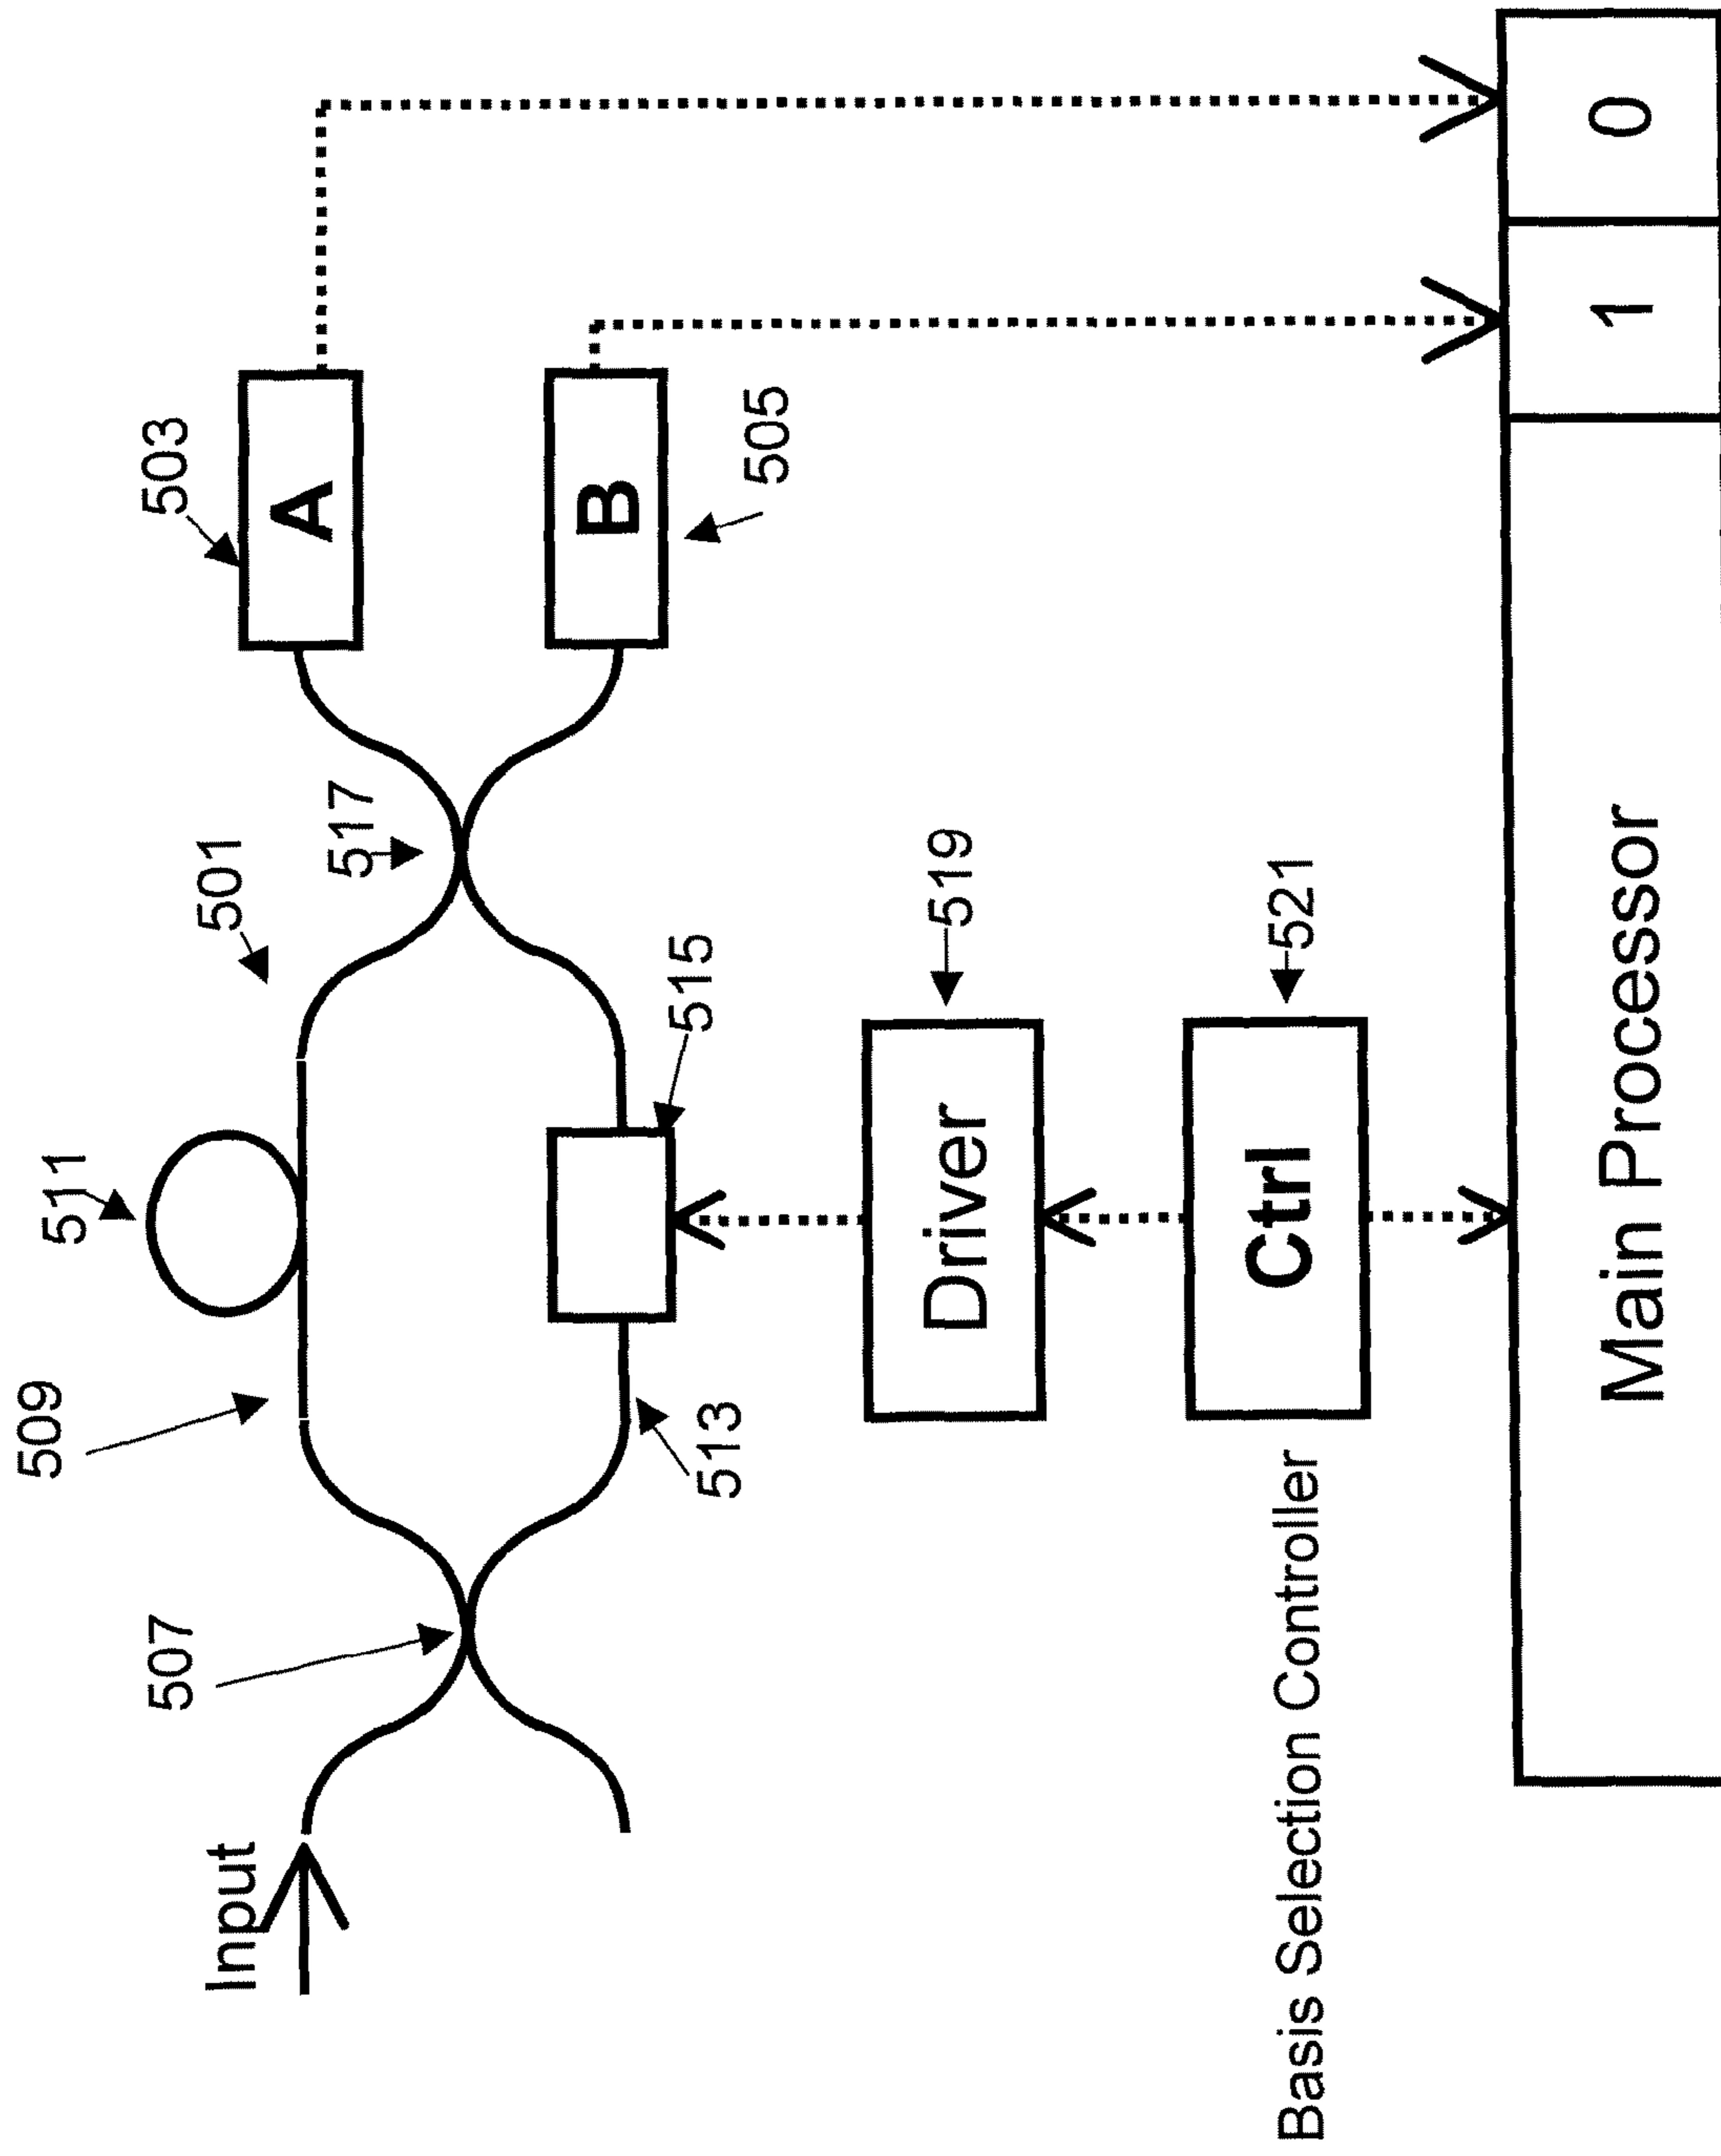 Input
507
509
511
501
517
503
A
B
505
513
515
Driver
519
Basis Selection Controller
Ctrl
521
Main Processor
1
0